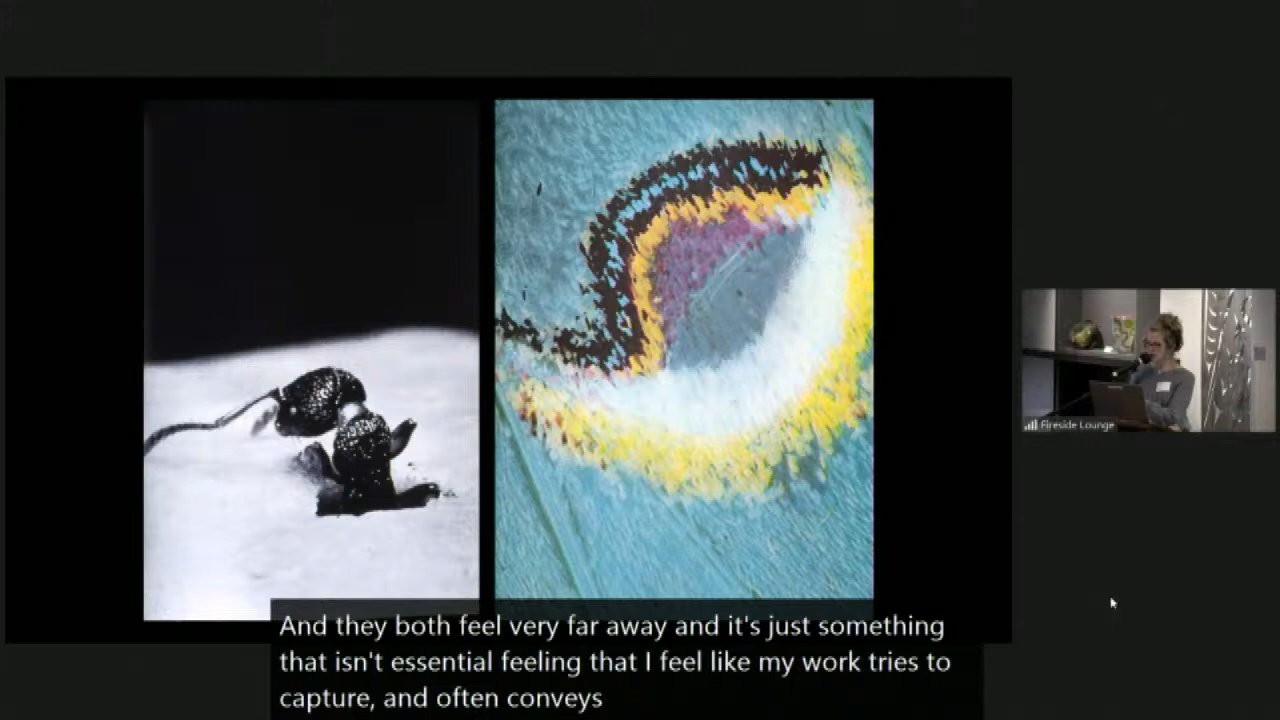 Fireside Lounge
And they both feel very far away and it's just something
that isn't essential feeling that I feel like my work tries to
capture, and often conveys